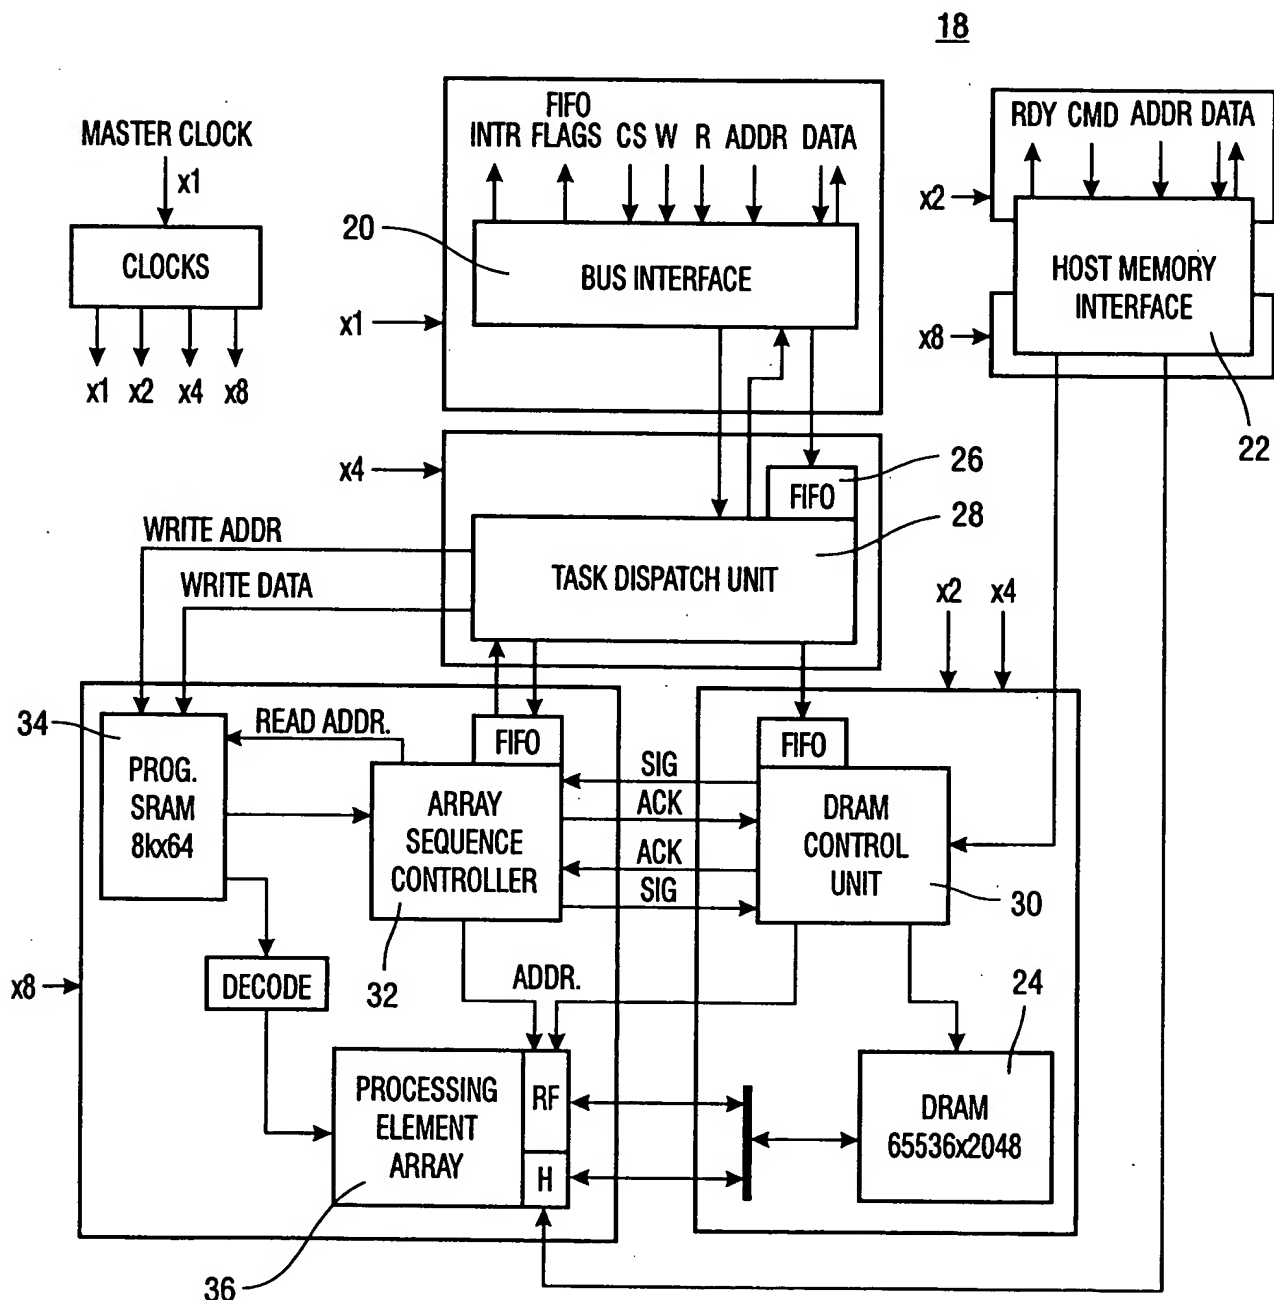 18
MASTER CLOCK
x1
CLOCKS
x1 x2 x4 x8
FIFO
INTR FLAGS CS W R ADDR DATA
20
BUS INTERFACE
x1
RDY CMD ADDR DATA
x2
HOST MEMORY
INTERFACE
x8
22
x4
26
FIFO
28
TASK DISPATCH UNIT
WRITE ADDR
WRITE DATA
x2 x4
34
PROG.
SRAM
8kx64
READ ADDR.
FIFO
ARRAY
SEQUENCE
CONTROLLER
32
SIG
ACK
ACK
SIG
FIFO
DRAM
CONTROL
UNIT
30
x8
DECODE
ADDR.
PROCESSING
ELEMENT
ARRAY
RF
H
36
24
DRAM
65536x2048